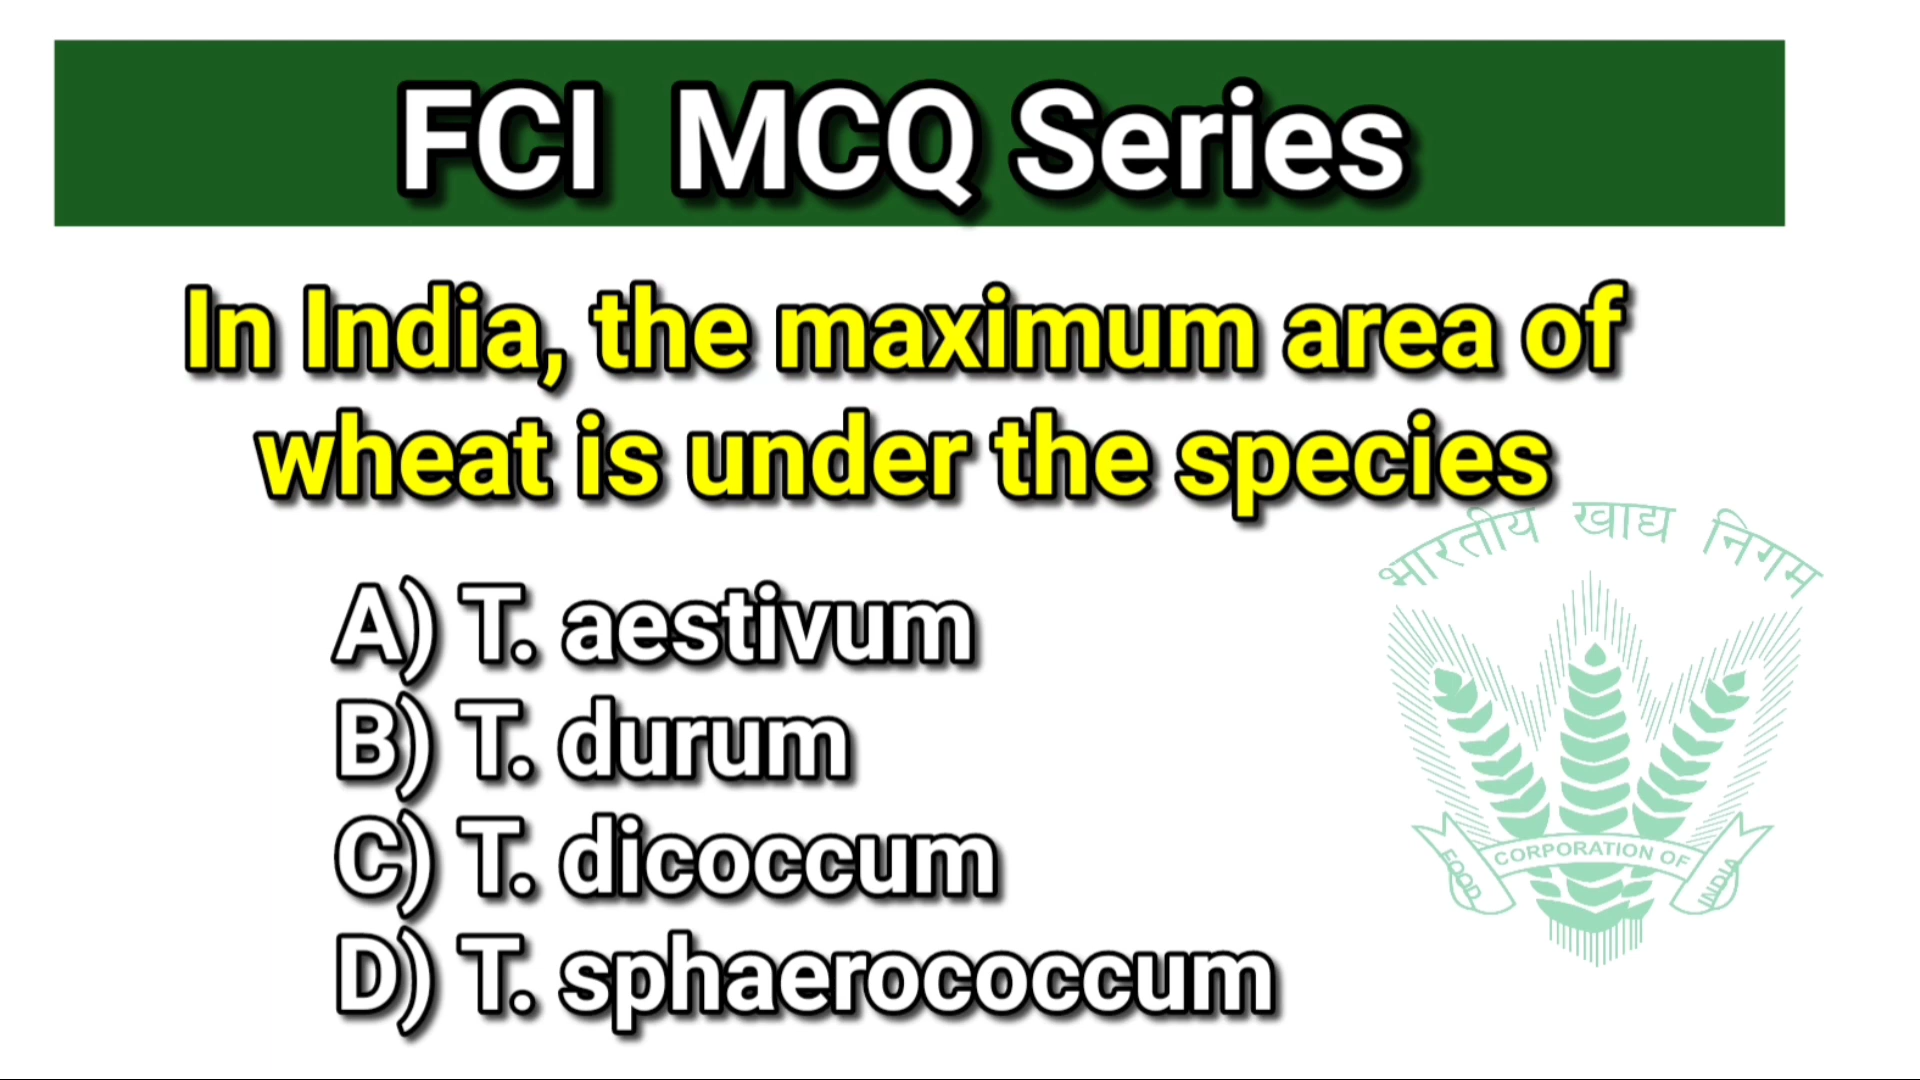 FCI MCQ Series
In India, the maximum area of
wheat is under the species
भारतीय खाद्य निगम
A) T. aestivum
B) T. durum
C) T. dicoccum
D) T. sphaerococcum
FOOD CORPORATION OF INDIA